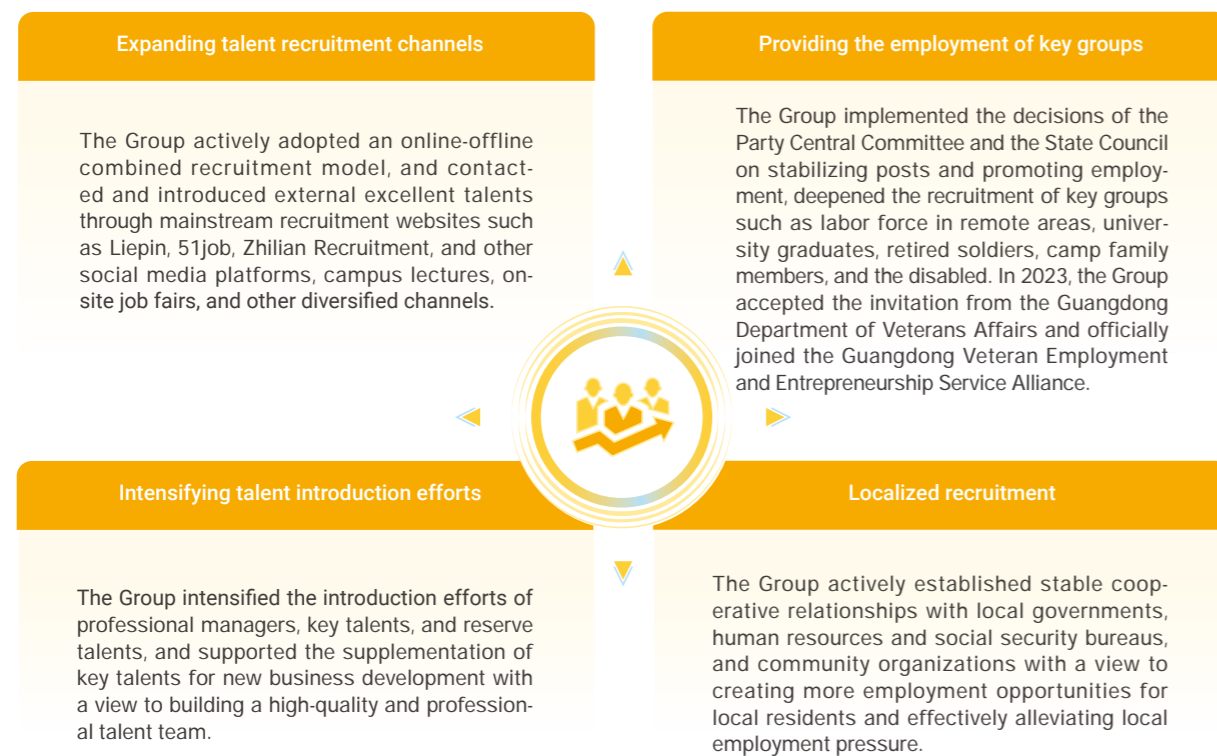 Expanding talent recruitment channels
The Group actively adopted an online-offline
combined recruitment model, and contact-
ed and introduced external excellent talents
through mainstream recruitment websites such
as Liepin, 51job, Zhilian Recruitment, and other
social media platforms, campus lectures, on-
site job fairs, and other diversified channels.
Providing the employment of key groups
The Group implemented the decisions of the
Party Central Committee and the State Council
on stabilizing posts and promoting employ-
ment, deepened the recruitment of key groups
such as labor force in remote areas, univer-
sity graduates, retired soldiers, camp family
members, and the disabled. In 2023, the Group
accepted the invitation from the Guangdong
Department of Veterans Affairs and officially
joined the Guangdong Veteran Employment
and Entrepreneurship Service Alliance.
Intensifying talent introduction efforts
The Group intensified the introduction efforts of
professional managers, key talents, and reserve
talents, and supported the supplementation of
key talents for new business development with
a view to building a high-quality and profession-
al talent team.
Localized recruitment
The Group actively established stable coop-
erative relationships with local governments,
human resources and social security bureaus,
and community organizations with a view to
creating more employment opportunities for
local residents and effectively alleviating local
employment pressure.